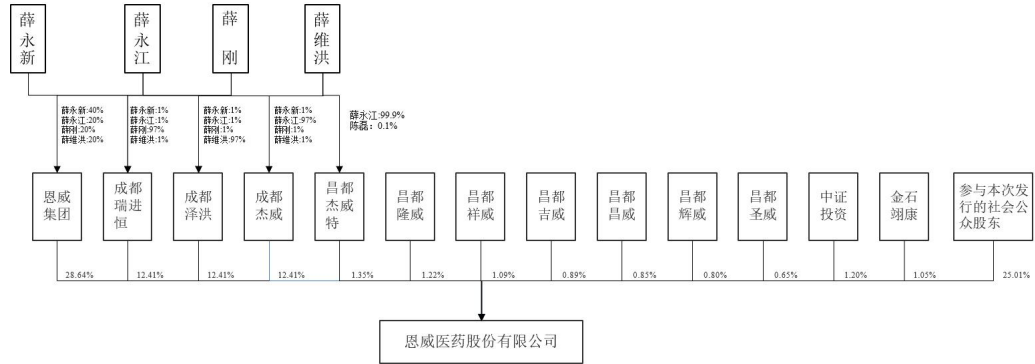 薛永新
薛永江
薛刚
薛维洪
薛永新:40%
薛永江:20%
薛刚:20%
薛维洪:20%
薛永新:1%
薛永江:1%
薛刚:97%
薛维洪:1%
薛永新:1%
薛永江:1%
薛刚:1%
薛维洪:97%
薛永新:1%
薛永江:97%
薛刚:1%
薛维洪:1%
薛永江:99.9%
陈磊：0.1%
恩威
集团
成都
瑞进
恒
成都
泽洪
成都
杰威
昌都
杰威
特
昌都
隆威
昌都
祥威
昌都
吉威
昌都
昌威
昌都
辉威
昌都
圣威
中证
投资
金石
翊康
参与本次发
行的社会公
众股东
28.64%
12.41%
12.41%
12.41%
1.35%
1.22%
1.09%
0.89%
0.85%
0.80%
0.65%
1.20%
1.05%
25.01%
恩威医药股份有限公司